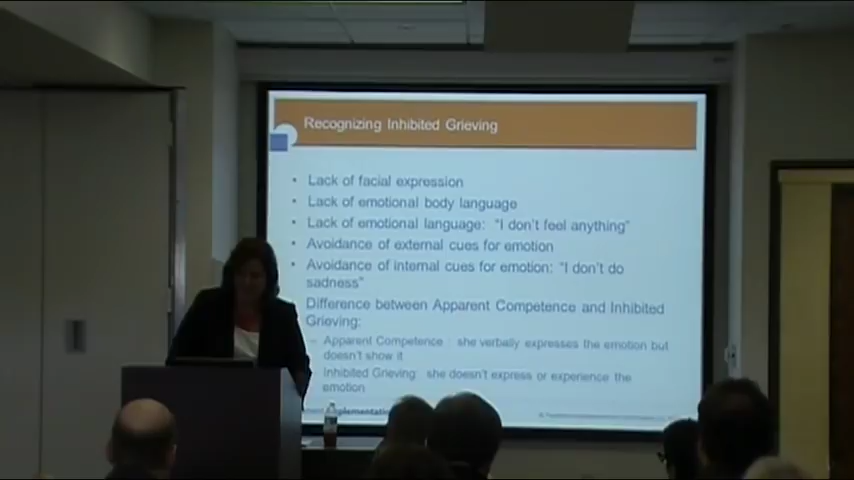 Recognizing Inhibited Grieving
• Lack of facial expression
• Lack of emotional body language
• Lack of emotional language: "I don't feel anything"
• Avoidance of external cues for emotion
• Avoidance of internal cues for emotion: "I don't do
sadness"
Difference between Apparent Competence and Inhibited
Grieving:
– Apparent Competence : she verbally expresses the emotion but
doesn't show it
Inhibited Grieving: she doesn't express or experience the
emotion